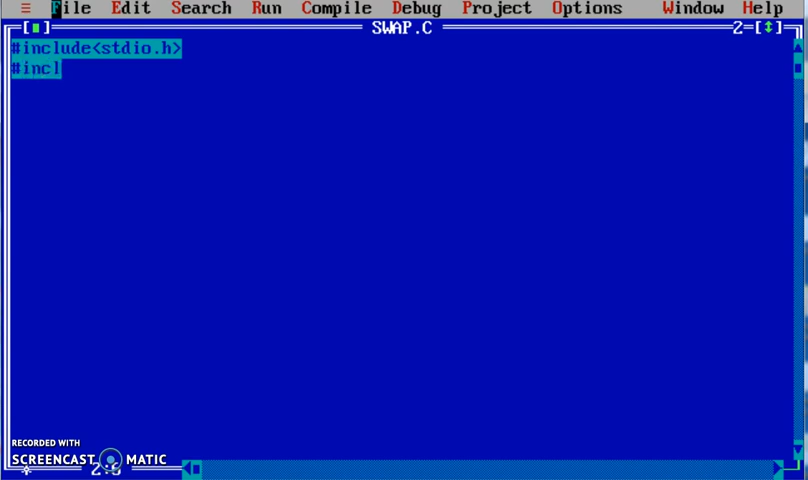 ≡ File Edit Search Run Compile Debug Project Options Window Help
[■] SWAP.C 2=[↕]
#include<stdio.h>
#incl
RECORDED WITH
SCREENCAST MATIC